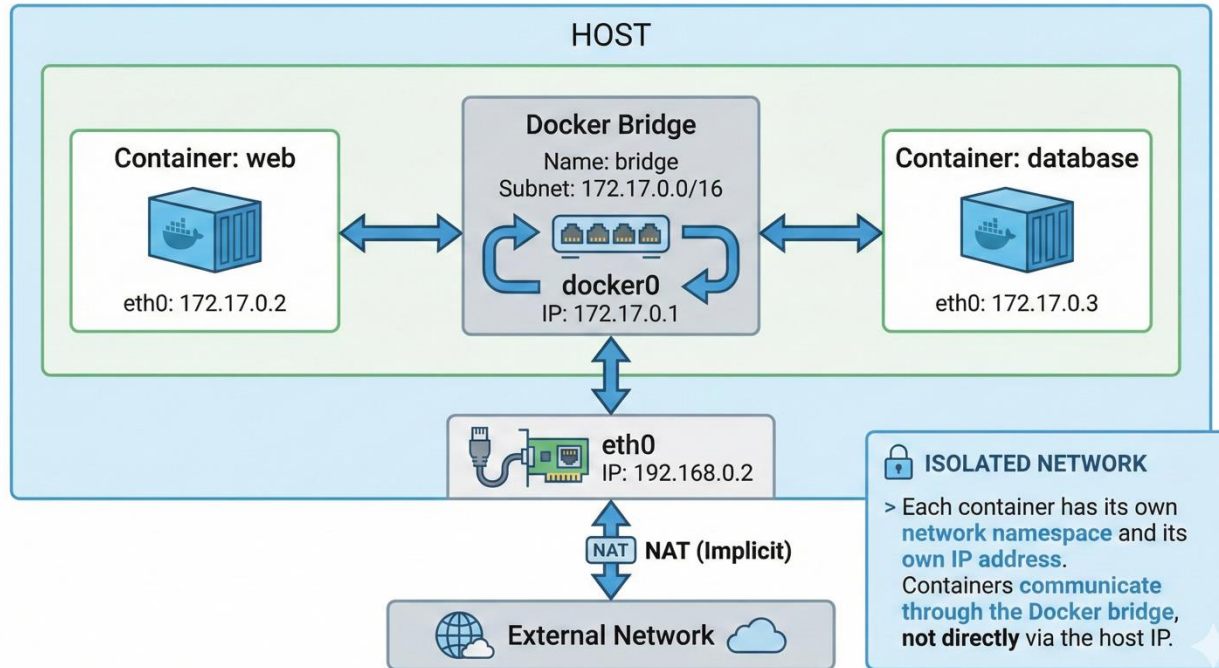 HOST
Container: web
eth0: 172.17.0.2
Docker Bridge
Name: bridge
Subnet: 172.17.0.0/16
docker0
IP: 172.17.0.1
Container: database
eth0: 172.17.0.3
eth0
IP: 192.168.0.2
NAT
NAT (Implicit)
External Network
ISOLATED NETWORK
> Each container has its own
network namespace and its
own IP address.
Containers communicate
through the Docker bridge,
not directly via the host IP.